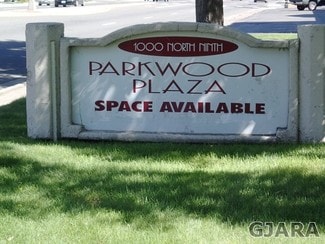 1000 NORTH NINTH
PARKWOOD
PLAZA
SPACE AVAILABLE
GJARA